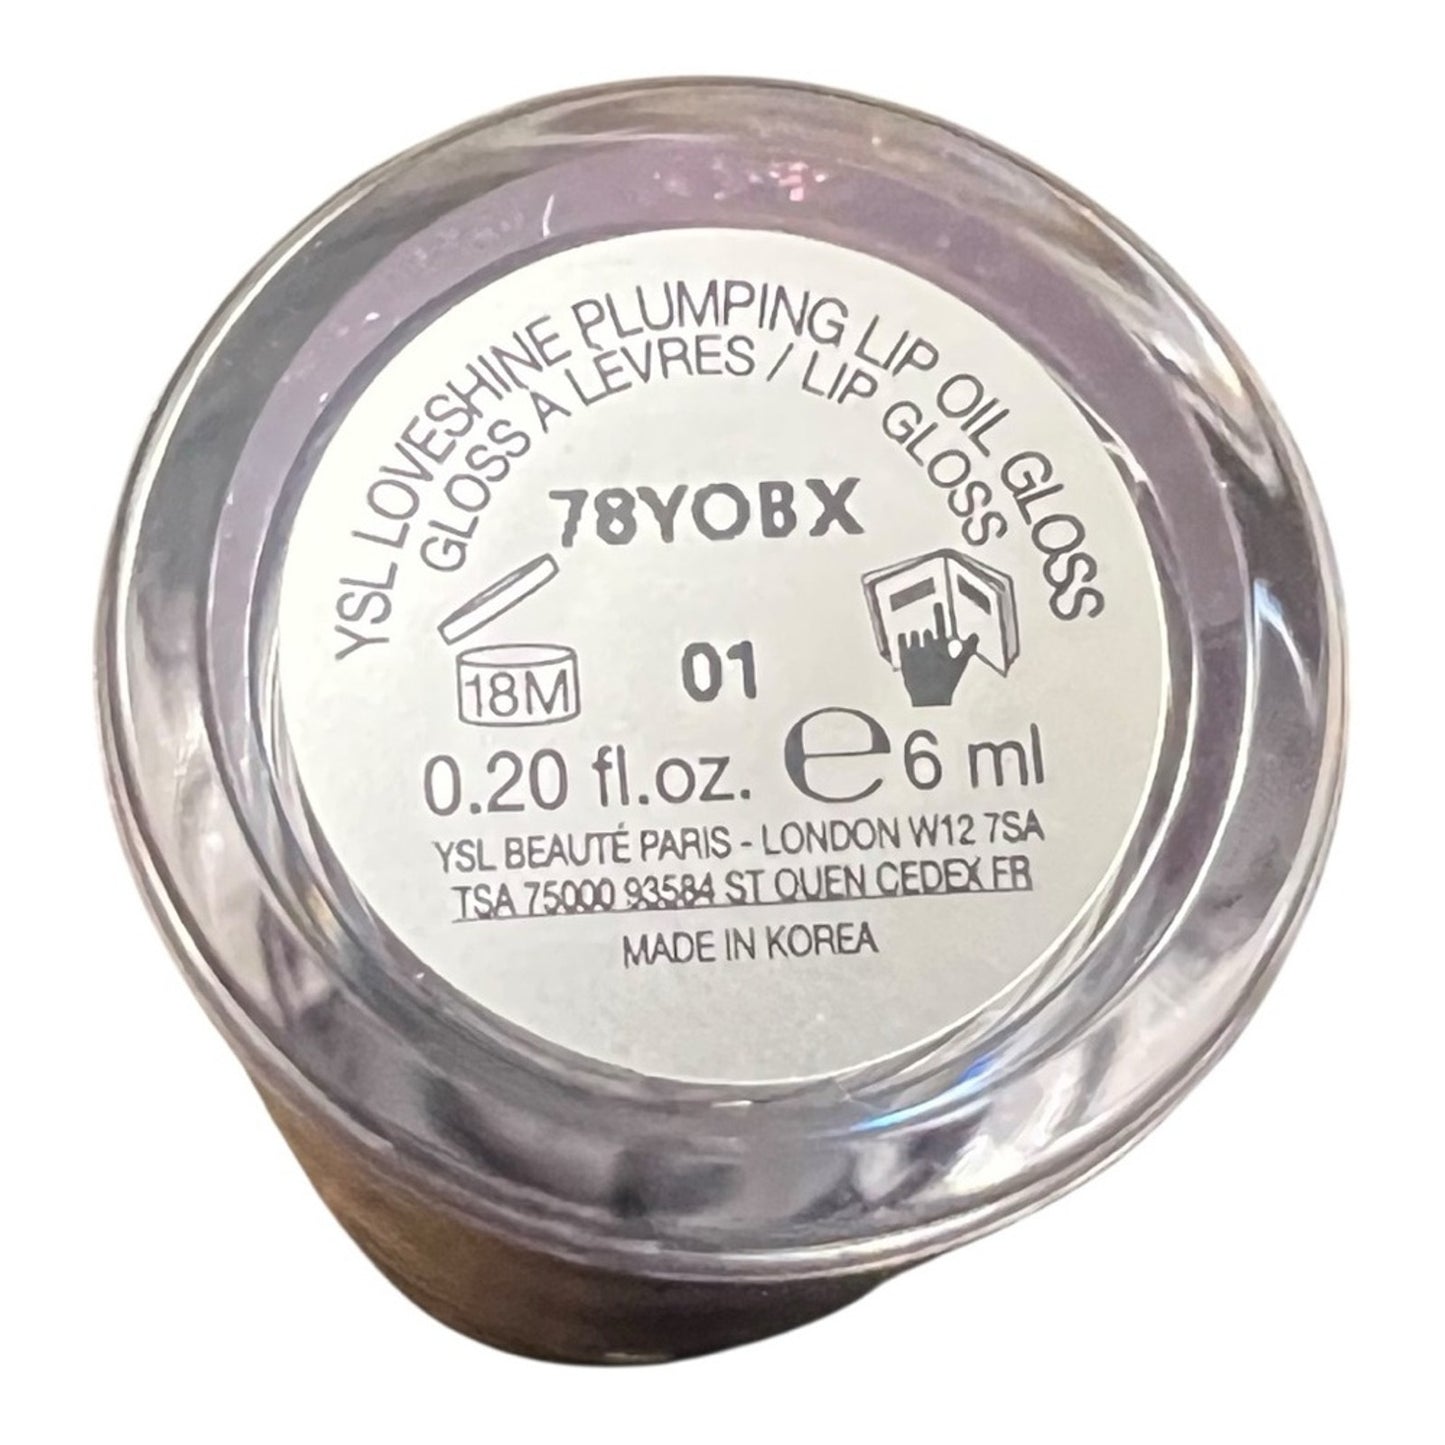 YSL LOVESHINE PLUMPING LIP OIL GLOSS
GLOSS À LÈVRES / LIP GLOSS
78YOBX
18M
01
0.20 fl.oz. e 6 ml
YSL BEAUTÉ PARIS - LONDON W12 7SA
TSA 75000 93584 ST OUEN CEDEX FR
MADE IN KOREA